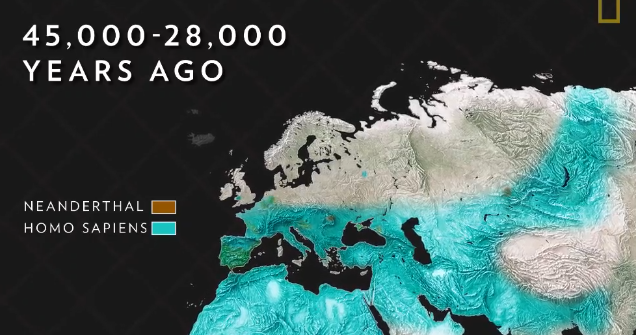 45,000-28,000
YEARS AGO
NEANDERTHAL
HOMO SAPIENS